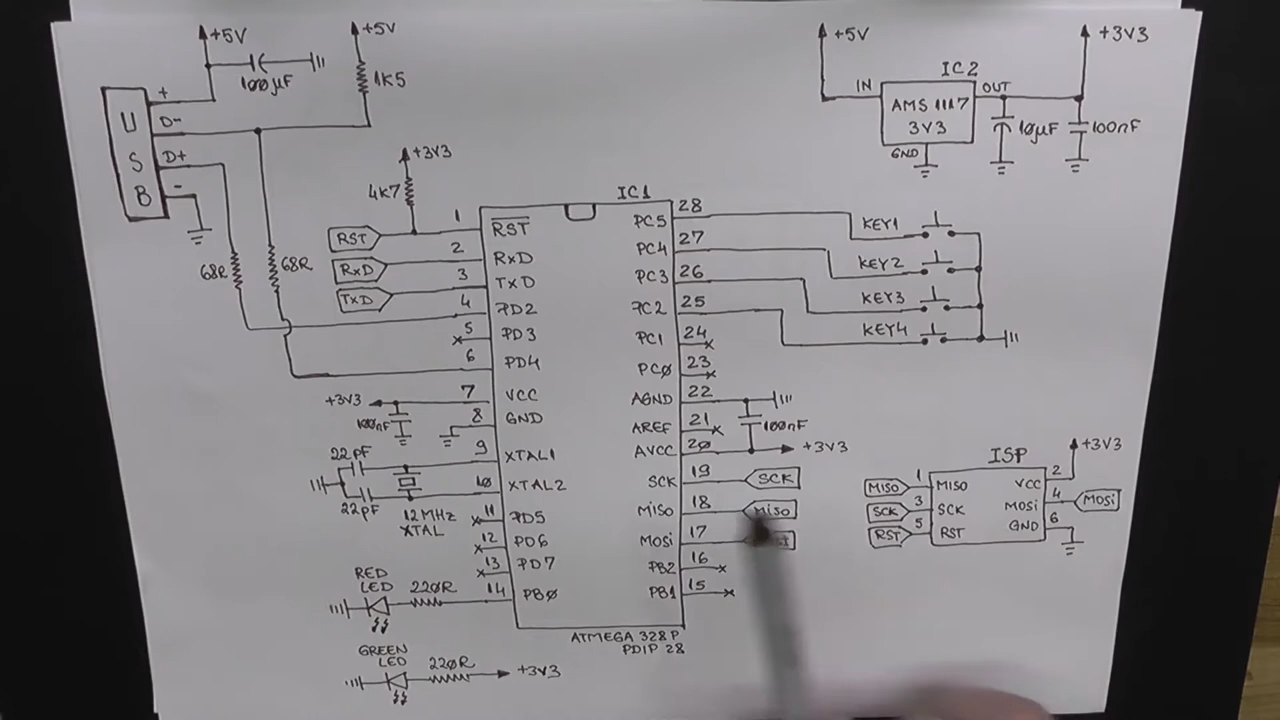 +5V
100µF
+5V
1K5
USB
+
D-
D+
-
68R
68R
+3V3
4K7
RST
RxD
TxD
IC1
1
2
3
4
5
6
7
8
9
10
11
12
13
14
RST
RxD
TxD
PD2
PD3
PD4
VCC
GND
XTAL1
XTAL2
PD5
PD6
PD7
PB0
PC5
PC4
PC3
PC2
PC1
PC0
AGND
AREF
AVCC
SCK
MISO
MOSI
PB2
PB1
28
27
26
25
24
23
22
21
20
19
18
17
16
15
ATMEGA 328P
PDIP 28
+3V3
100nF
22pF
22pF
12MHz
XTAL
RED
LED
220R
GREEN
LED
220R
+3V3
KEY1
KEY2
KEY3
KEY4
100nF
+3V3
SCK
MISO
+5V
IN
IC2
AMS 1117
3V3
GND
OUT
10µF
+3V3
100nF
ISP
MISO
SCK
RST
1
3
5
MISO
SCK
RST
VCC
MOSI
GND
2
4
6
+3V3
MOSI